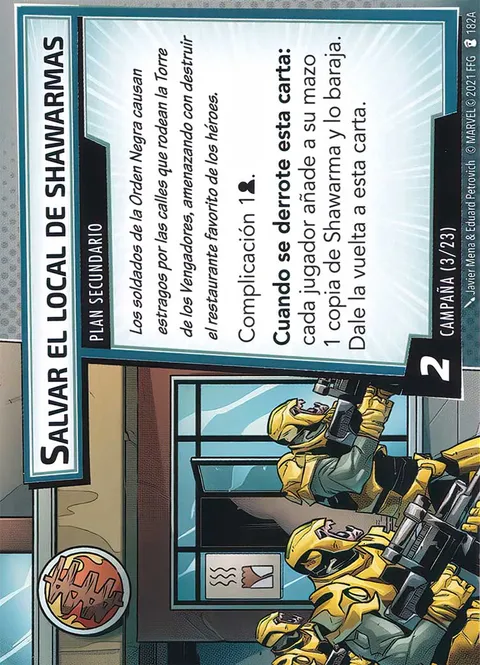 SALVAR EL LOCAL DE SHAWARMAS
PLAN SECUNDARIO
Los soldados de la Orden Negra causan
estragos por las calles que rodean la Torre
de los Vengadores, amenazando con destruir
el restaurante favorito de los héroes.
Complicación 1.
Cuando se derrote esta carta:
cada jugador añade a su mazo
1 copia de Shawarma y lo baraja.
Dale la vuelta a esta carta.
2
CAMPAÑA (3/23)
Javier Mena & Eduard Petrovich © MARVEL © 2021 FFG 182A